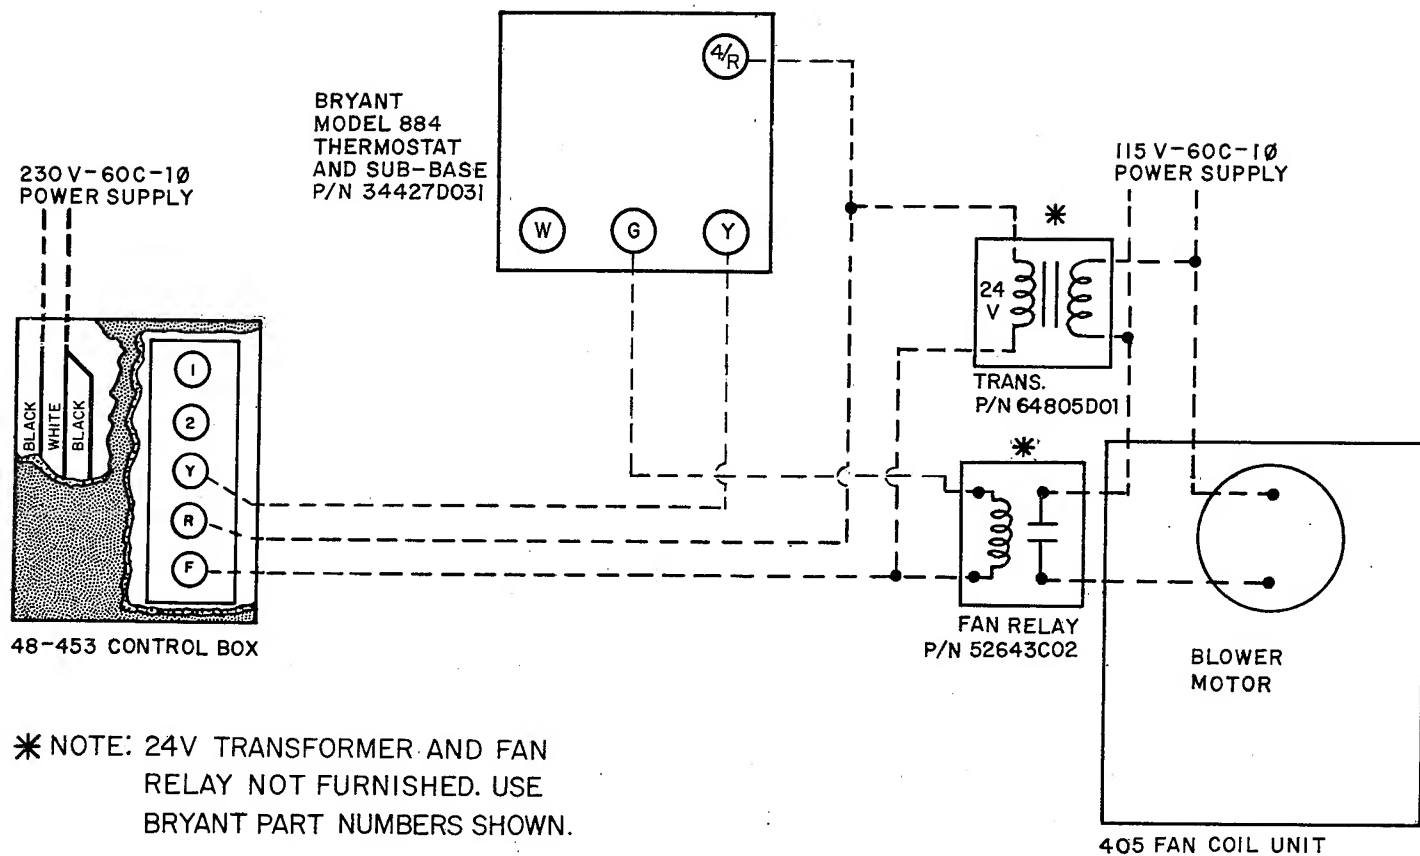 BRYANT
MODEL 884
THERMOSTAT
AND SUB-BASE
P/N 34427D031
4/R
W
G
Y
230 V-60C-1Ø
POWER SUPPLY
115 V-60C-1Ø
POWER SUPPLY
BLACK
WHITE
BLACK
1
2
Y
R
F
48-453 CONTROL BOX
*
24
V
TRANS.
P/N 64805D01
*
FAN RELAY
P/N 52643C02
BLOWER
MOTOR
405 FAN COIL UNIT
* NOTE: 24V TRANSFORMER AND FAN
RELAY NOT FURNISHED. USE
BRYANT PART NUMBERS SHOWN.